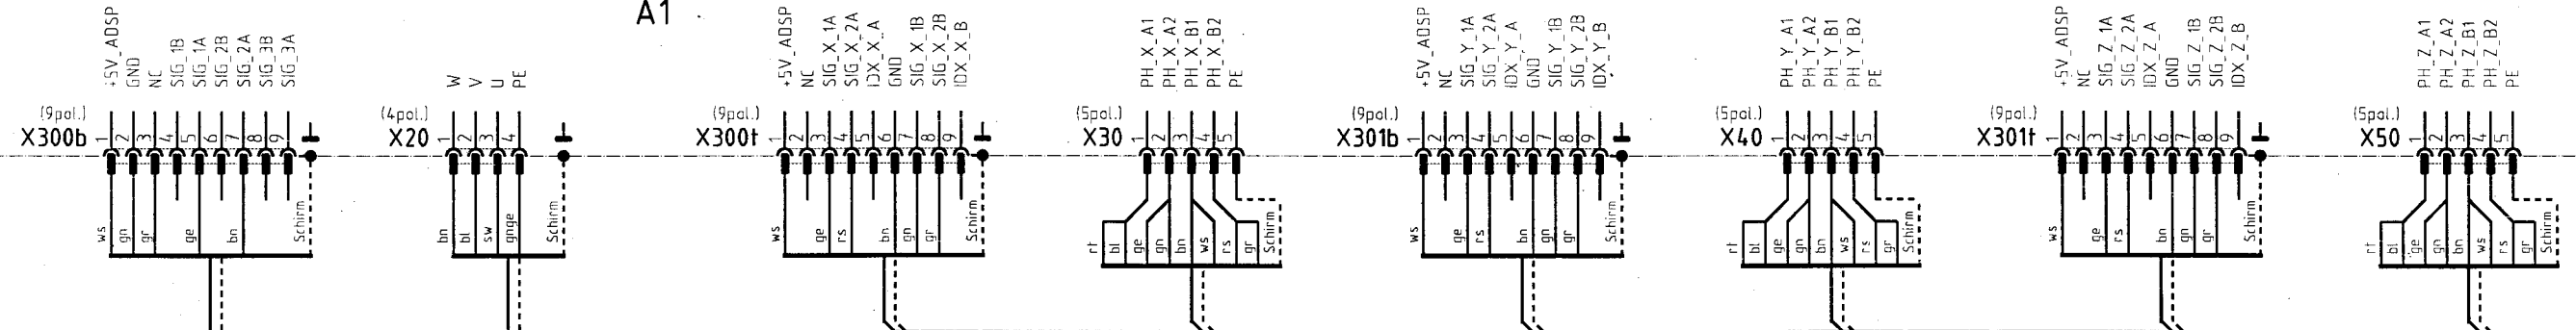 A1
+5V_ADSP
GND
NC
SIG_1B
SIG_1A
SIG_2B
SIG_2A
SIG_3B
SIG_3A
(9pol.)
X300b
1 2 3 4 5 6 7 8 9
ws gn gr ge bn Schirm
W
V
U
PE
(4pol.)
X20
1 2 3 4
bn bl sw gnge Schirm
+5V_ADSP
NC
SIG_X_1A
SIG_X_2A
IDX_X_A
GND
SIG_X_1B
SIG_X_2B
IDX_X_B
(9pol.)
X300t
1 2 3 4 5 6 7 8 9
ws ge rs bn gn gr Schirm
PH_X_A1
PH_X_A2
PH_X_B1
PH_X_B2
PE
(5pol.)
X30
1 2 3 4 5
rt bl ge gn bn ws rs gr Schirm
+5V_ADSP
NC
SIG_Y_1A
SIG_Y_2A
IDX_Y_A
GND
SIG_Y_1B
SIG_Y_2B
IDX_Y_B
(9pol.)
X301b
1 2 3 4 5 6 7 8 9
ws ge rs bn gn gr Schirm
PH_Y_A1
PH_Y_A2
PH_Y_B1
PH_Y_B2
PE
(5pol.)
X40
1 2 3 4 5
rt bl ge gn bn ws rs gr Schirm
+5V_ADSP
NC
SIG_Z_1A
SIG_Z_2A
IDX_Z_A
GND
SIG_Z_1B
SIG_Z_2B
IDX_Z_B
(9pol.)
X301t
1 2 3 4 5 6 7 8 9
ws ge rs bn gn gr Schirm
PH_Z_A1
PH_Z_A2
PH_Z_B1
PH_Z_B2
PE
(5pol.)
X50
1 2 3 4 5
rt bl ge gn bn ws rs gr Schirm